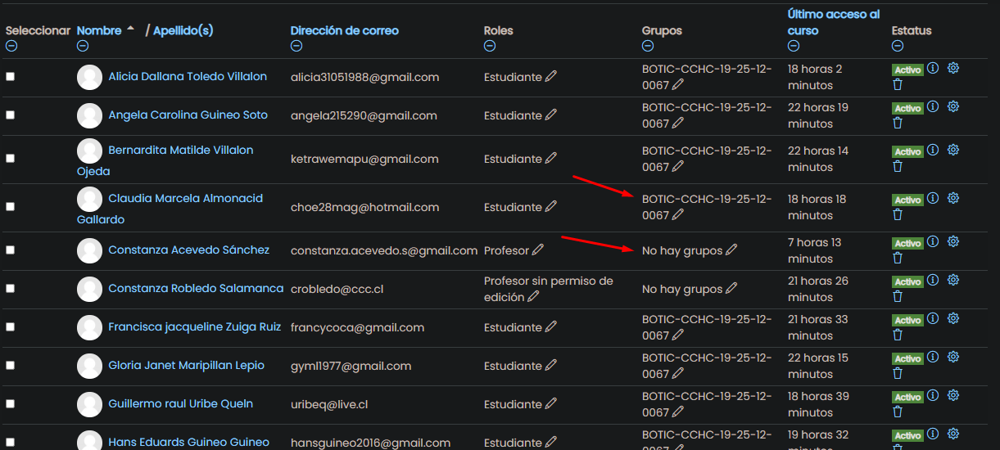 Seleccionar Nombre / Apellido(s) Dirección de correo Roles Grupos Último acceso al curso Estatus
Alicia Dallana Toledo Villalon alicia31051988@gmail.com Estudiante BOTIC-CCHC-19-25-12-0067 18 horas 2 minutos Activo
Angela Carolina Guineo Soto angela215290@gmail.com Estudiante BOTIC-CCHC-19-25-12-0067 22 horas 19 minutos Activo
Bernardita Matilde Villalon Ojeda ketrawemapu@gmail.com Estudiante BOTIC-CCHC-19-25-12-0067 22 horas 14 minutos Activo
Claudia Marcela Almonacid Gallardo choe28mag@hotmail.com Estudiante BOTIC-CCHC-19-25-12-0067 18 horas 18 minutos Activo
Constanza Acevedo Sánchez constanza.acevedo.s@gmail.com Profesor No hay grupos 7 horas 13 minutos Activo
Constanza Robledo Salamanca crobledo@ccc.cl Profesor sin permiso de edición No hay grupos 21 horas 26 minutos Activo
Francisca jacqueline Zuiga Ruiz francycoca@gmail.com Estudiante BOTIC-CCHC-19-25-12-0067 21 horas 33 minutos Activo
Gloria Janet Maripillan Lepio gyml1977@gmail.com Estudiante BOTIC-CCHC-19-25-12-0067 22 horas 15 minutos Activo
Guillermo raul Uribe Queln uribeq@live.cl Estudiante BOTIC-CCHC-19-25-12-0067 18 horas 39 minutos Activo
Hans Eduards Guineo Guineo hansguineo2016@gmail.com Estudiante BOTIC-CCHC-19-25-12- 19 horas 32 Activo